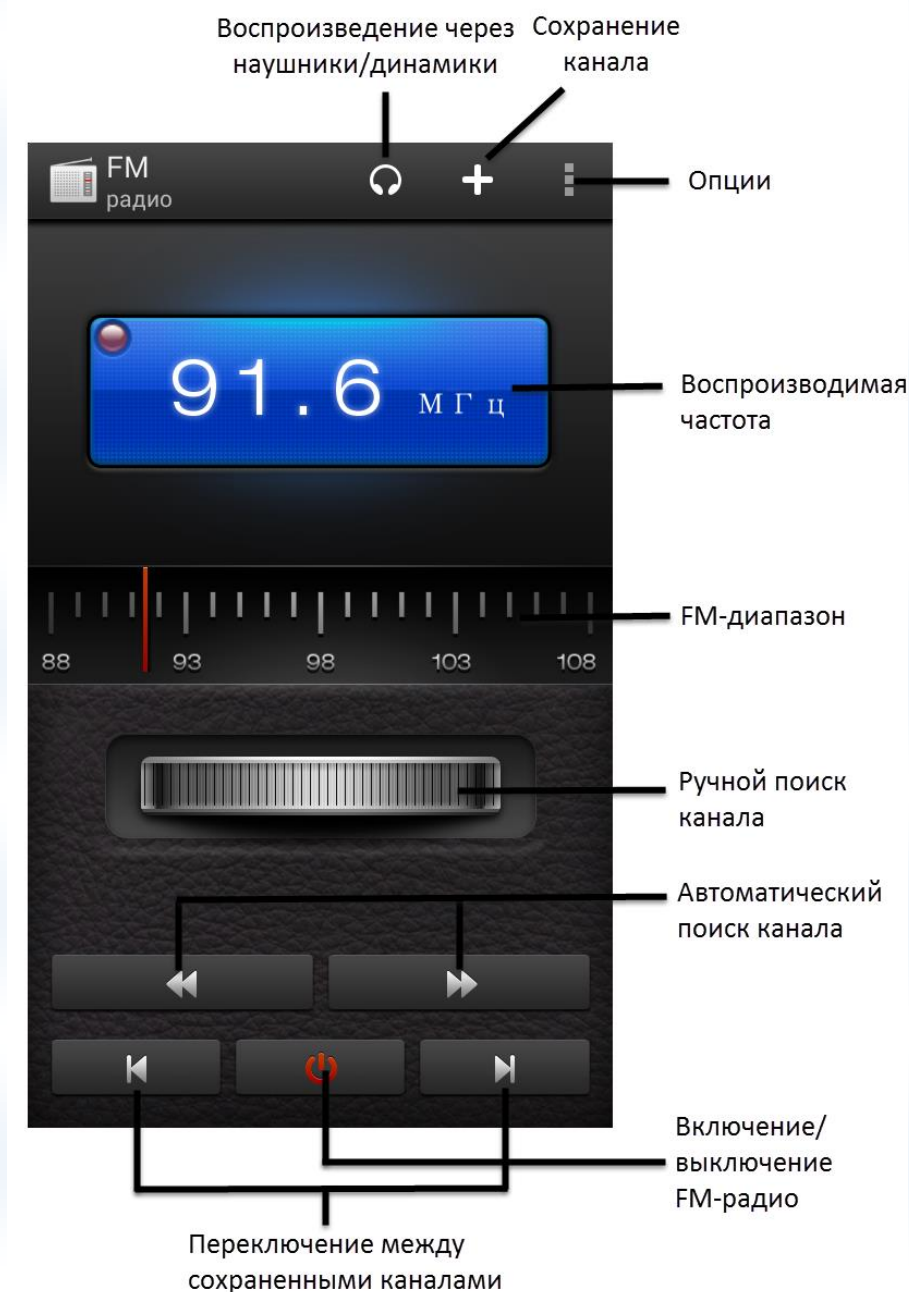 Воспроизведение через
наушники/динамики
Сохранение
канала
FM
радио
Опции
91.6 МГц
Воспроизводимая
частота
FM-диапазон
88 93 98 103 108
Ручной поиск
канала
Автоматический
поиск канала
Включение/
выключение
FM-радио
Переключение между
сохраненными каналами